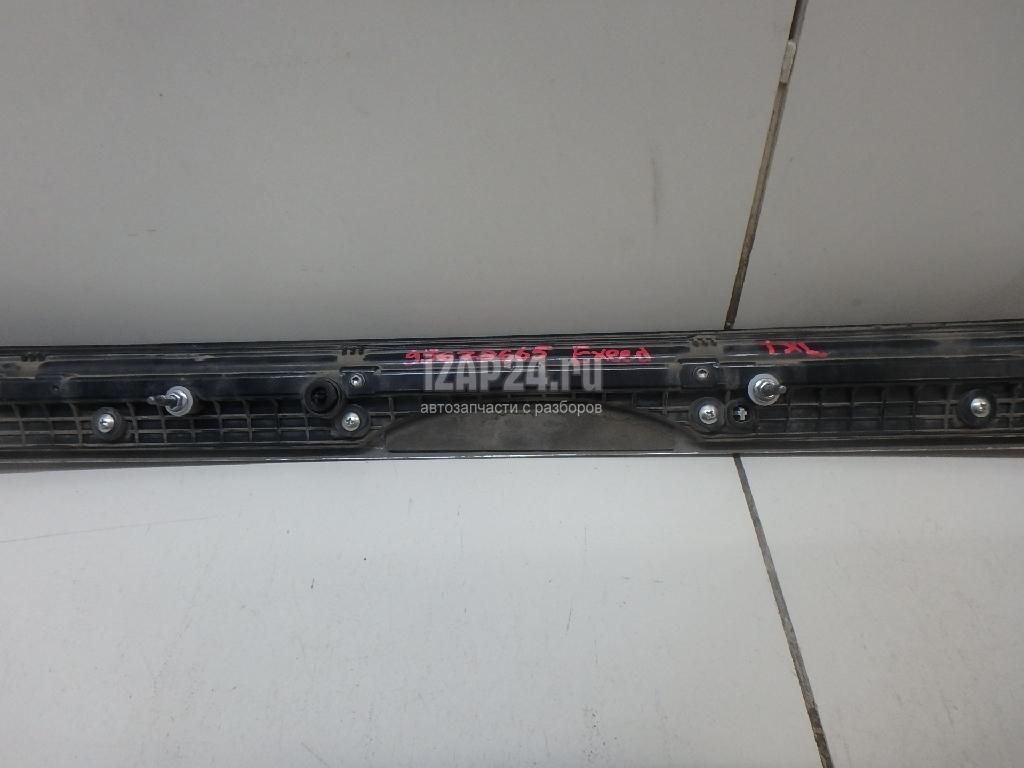 Exeed TXL
1ZAP24.ru
автозапчасти с разборов